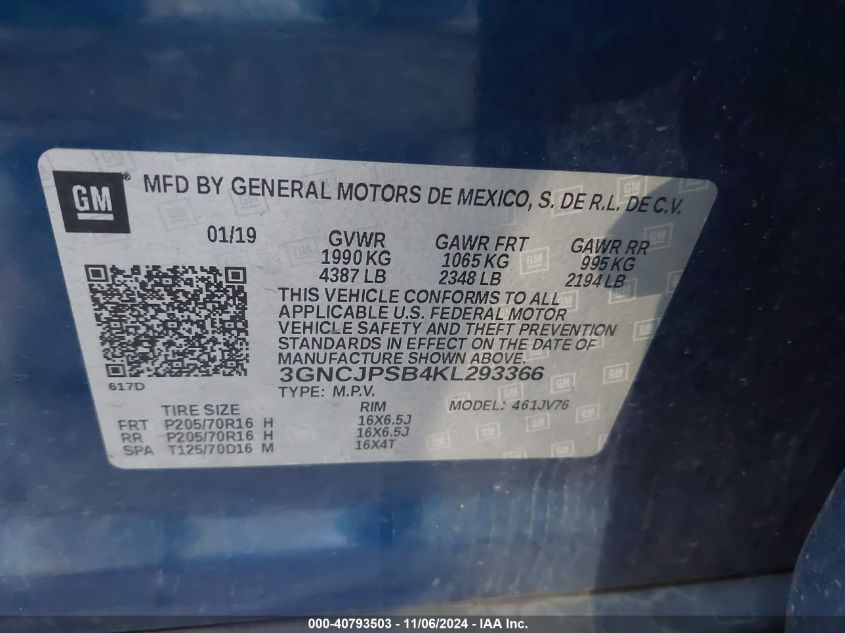 GM ® MFD BY GENERAL MOTORS DE MEXICO, S. DE R.L. DE C.V.
01/19 GVWR GAWR FRT GAWR RR
1990 KG 1065 KG 995 KG
4387 LB 2348 LB 2194 LB
THIS VEHICLE CONFORMS TO ALL
APPLICABLE U.S. FEDERAL MOTOR
VEHICLE SAFETY AND THEFT PREVENTION
STANDARDS IN EFFECT ON THE DATE OF
MANUFACTURE SHOWN ABOVE.
617D
3GNCJPSB4KL293366
TYPE: M.P.V. MODEL: 461JV76
TIRE SIZE RIM
FRT P205/70R16 H 16X6.5J
RR P205/70R16 H 16X6.5J
SPA T125/70D16 M 16X4T
000-40793503 - 11/06/2024 - Copyright © IAA, Inc. - All rights reserved.